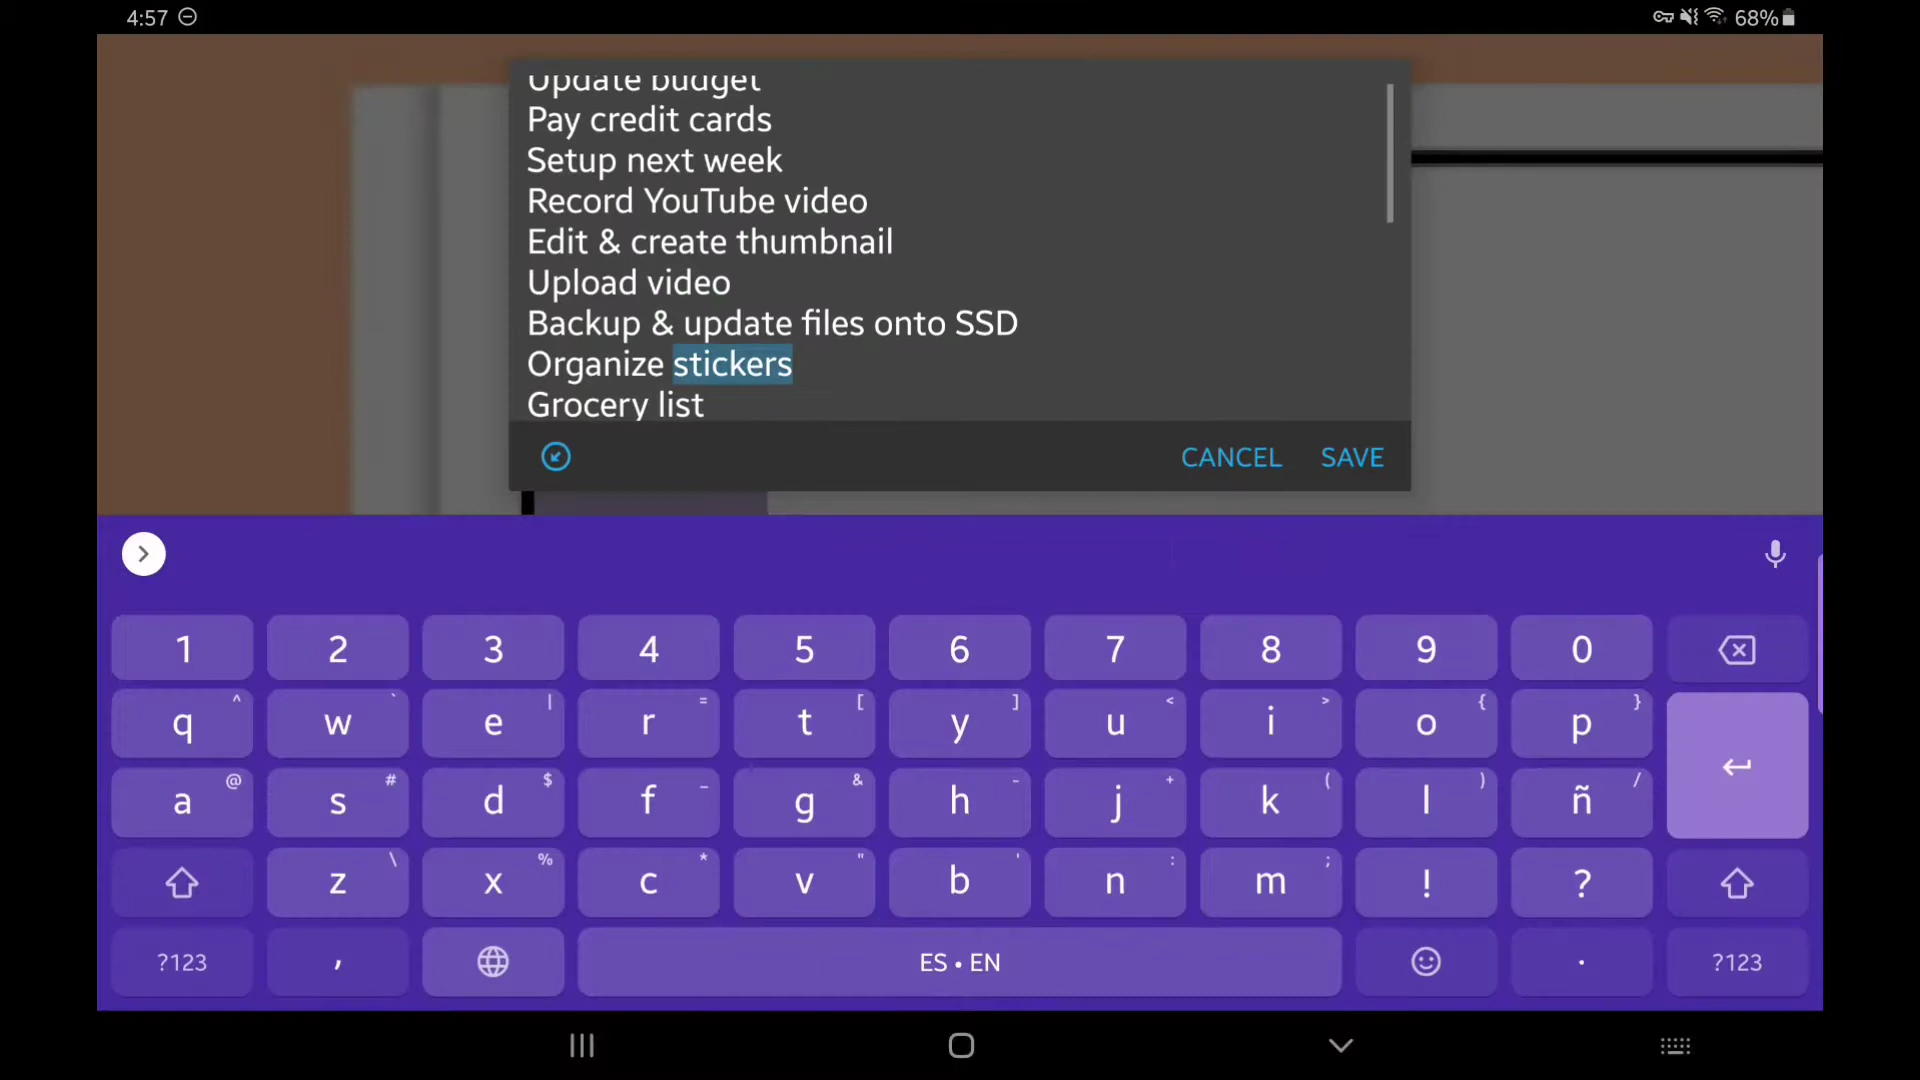 4:57 68%
Update budget
Pay credit cards
Setup next week
Record YouTube video
Edit & create thumbnail
Upload video
Backup & update files onto SSD
Organize stickers
Grocery list
CANCEL SAVE
1 2 3 4 5 6 7 8 9 0
^ ` | = [ ] < > { }
q w e r t y u i o p
@ # $ _ & - + ( ) /
a s d f g h j k l ñ
\ % * " ' : ;
z x c v b n m ! ?
?123 , ES • EN . ?123